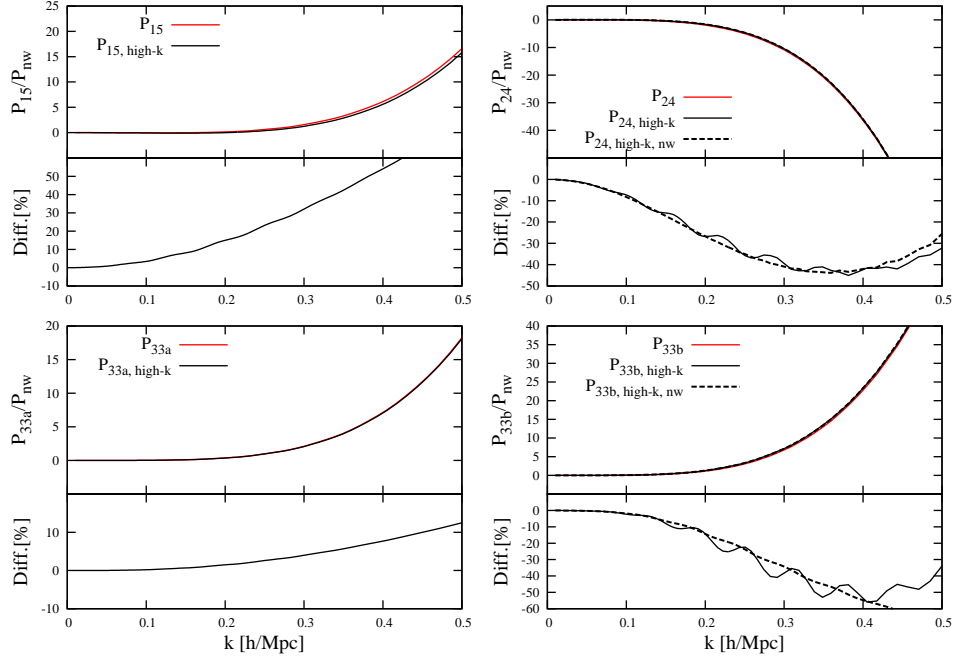 25
20
15
10
5
0
P15/Pnw
P15
P15, high-k
50
40
30
20
10
0
-10
Diff.[%]
0 0.1 0.2 0.3 0.4 0.5
0
-10
-20
-30
-40
P24/Pnw
P24
P24, high-k
P24, high-k, nw
0
-10
-20
-30
-40
-50
Diff.[%]
0 0.1 0.2 0.3 0.4 0.5
20
15
10
5
0
P33a/Pnw
P33a
P33a, high-k
10
0
-10
Diff.[%]
0 0.1 0.2 0.3 0.4 0.5
k [h/Mpc]
40
35
30
25
20
15
10
5
0
P33b/Pnw
P33b
P33b, high-k
P33b, high-k, nw
0
-10
-20
-30
-40
-50
-60
Diff.[%]
0 0.1 0.2 0.3 0.4 0.5
k [h/Mpc]